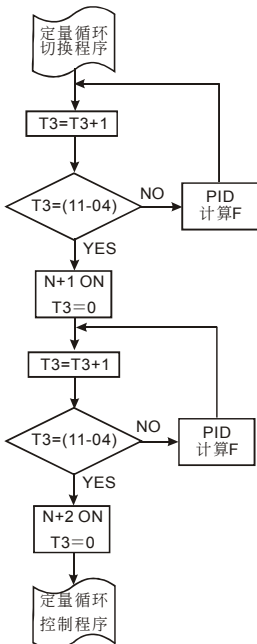 定量循环
切换程序
T3=T3+1
T3=(11-04)
NO
PID
计算F
YES
N+1 ON
T3=0
T3=T3+1
T3=(11-04)
NO
PID
计算F
YES
N+2 ON
T3=0
定量循环
控制程序